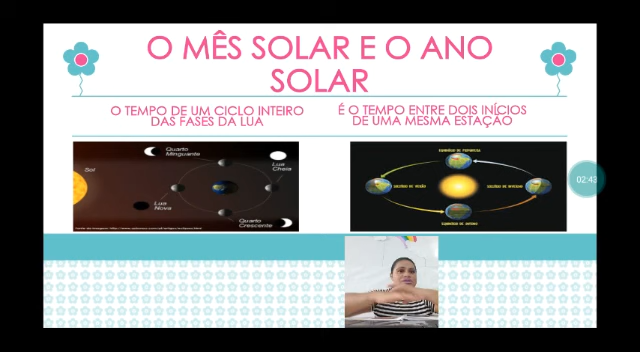 O MÊS SOLAR E O ANO
SOLAR
O TEMPO DE UM CICLO INTEIRO
DAS FASES DA LUA
É O TEMPO ENTRE DOIS INÍCIOS
DE UMA MESMA ESTAÇÃO
Quarto
Minguante
Lua
Cheia
Sol
Lua
Nova
Quarto
Crescente
02:43